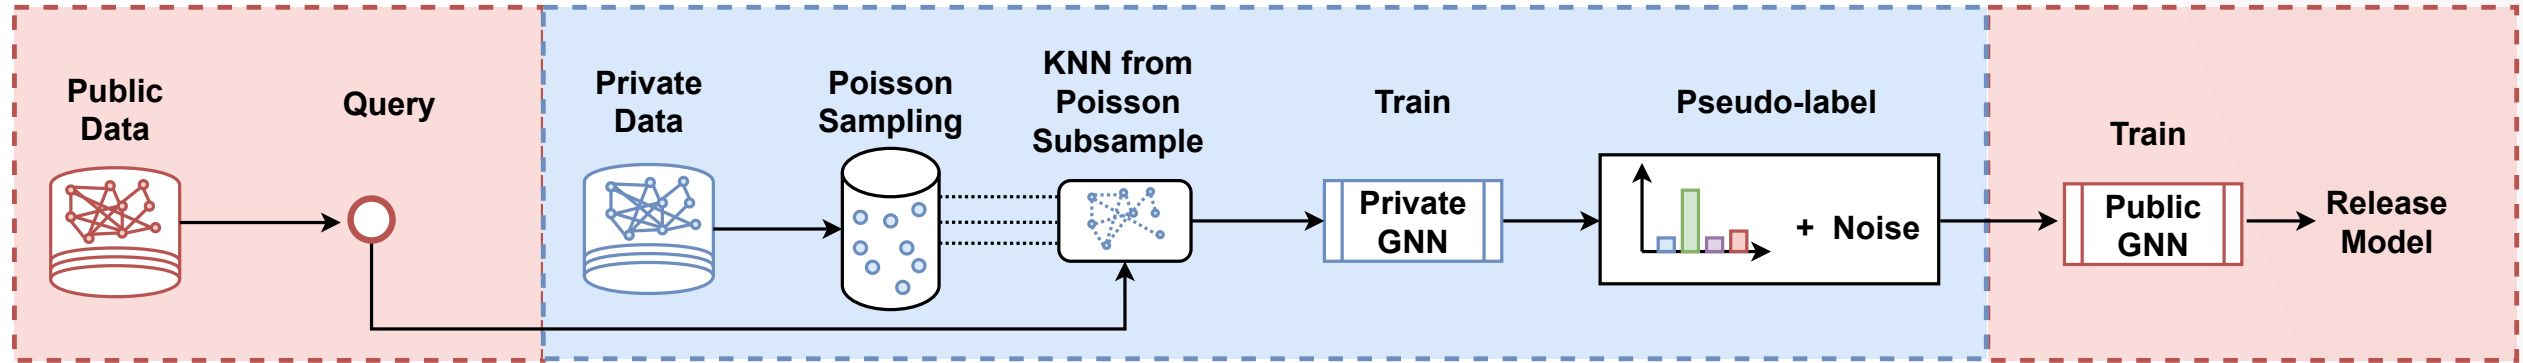 Public
Data
Query
Private
Data
Poisson
Sampling
KNN from
Poisson
Subsample
Train
Private
GNN
Pseudo-label
+ Noise
Train
Public
GNN
Release
Model